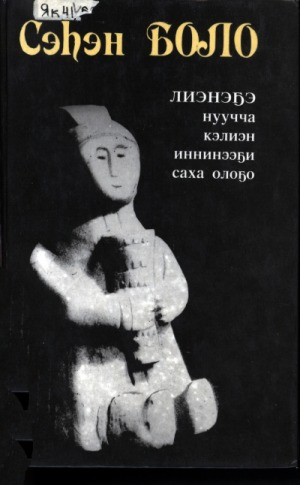 Як 41
Сэһэн БОЛО
ЛИЭНЭҔЭ
нуучча
кэлиэн
иннинээҕи
саха олоҕо